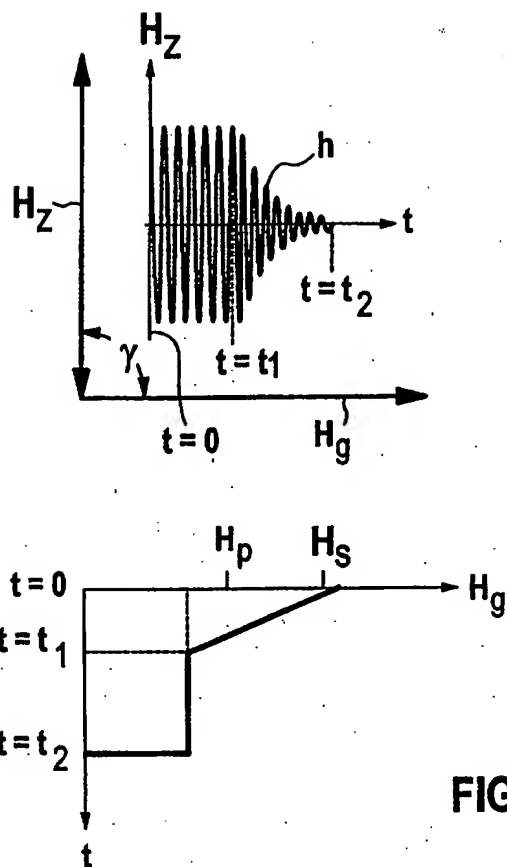 H_Z
H_Z
h
t
t=t_2
γ
t=t_1
t=0
H_g
H_p
H_S
t=0
H_g
t=t_1
t=t_2
FIG
t